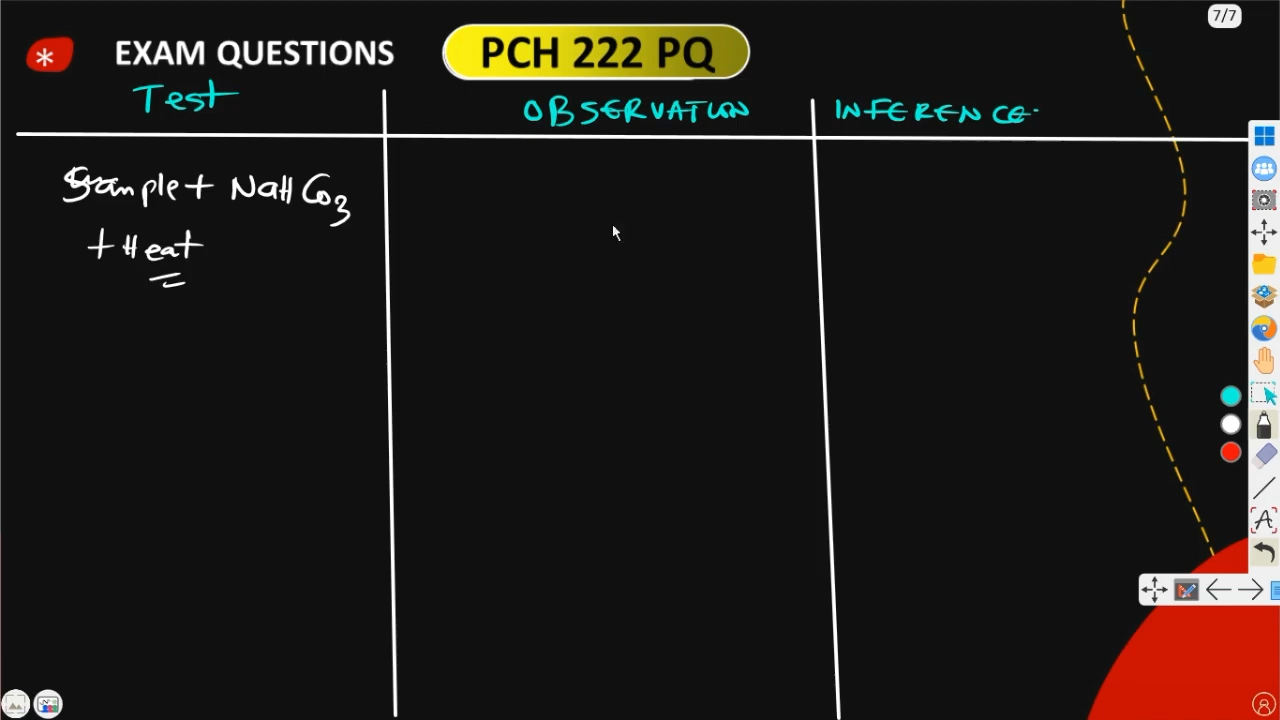 7/7
* EXAM QUESTIONS PCH 222 PQ
Test OBSERVATION INFERENCE
Sample + NaHCO3
+ Heat